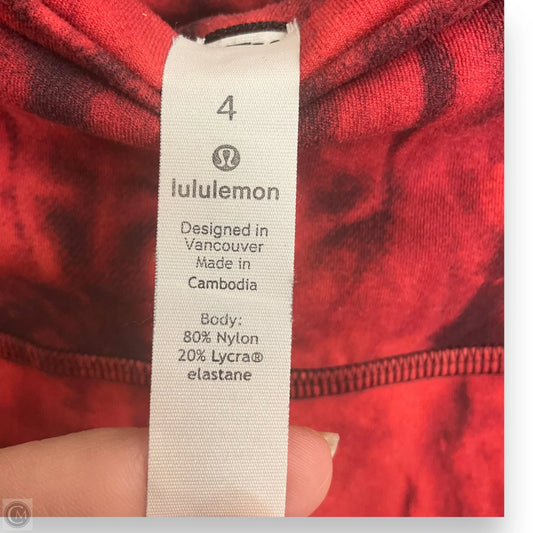 4
lululemon
Designed in
Vancouver
Made in
Cambodia
Body:
80% Nylon
20% Lycra®
elastane